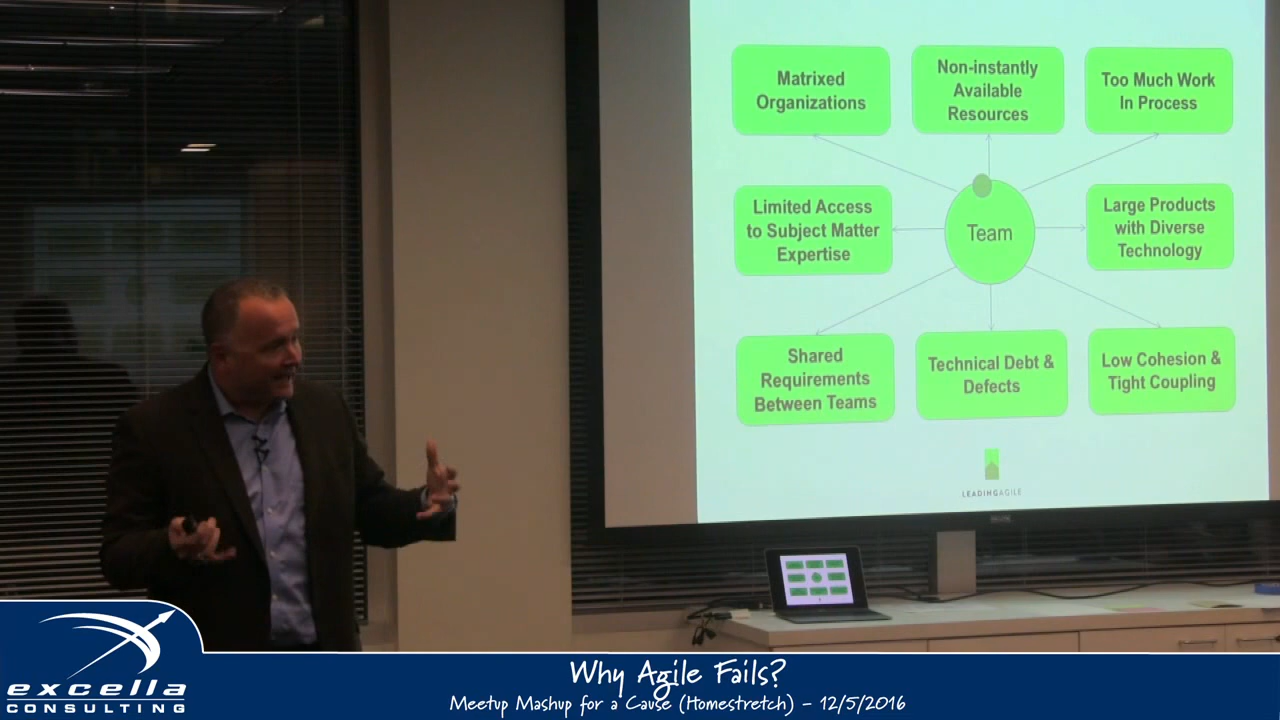 Matrixed
Organizations
Non-instantly
Available
Resources
Too Much Work
In Process
Limited Access
to Subject Matter
Expertise
Team
Large Products
with Diverse
Technology
Shared
Requirements
Between Teams
Technical Debt &
Defects
Low Cohesion &
Tight Coupling
LEADINGAGILE
excella
CONSULTING
Why Agile Fails?
Meetup Mashup for a Cause (Homestretch) - 12/5/2016